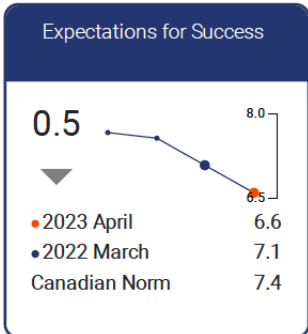 Expectations for Success
0.5
8.0
6.5
2023 April 6.6
2022 March 7.1
Canadian Norm 7.4